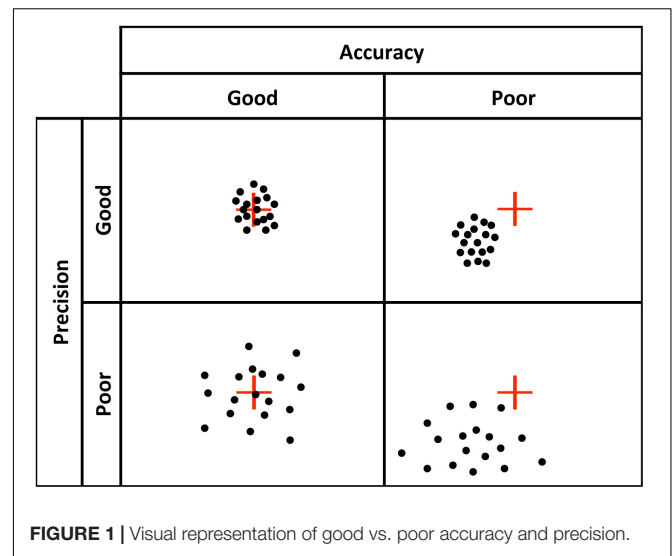 Accuracy
Good Poor
Precision
Good
Poor
FIGURE 1 | Visual representation of good vs. poor accuracy and precision.